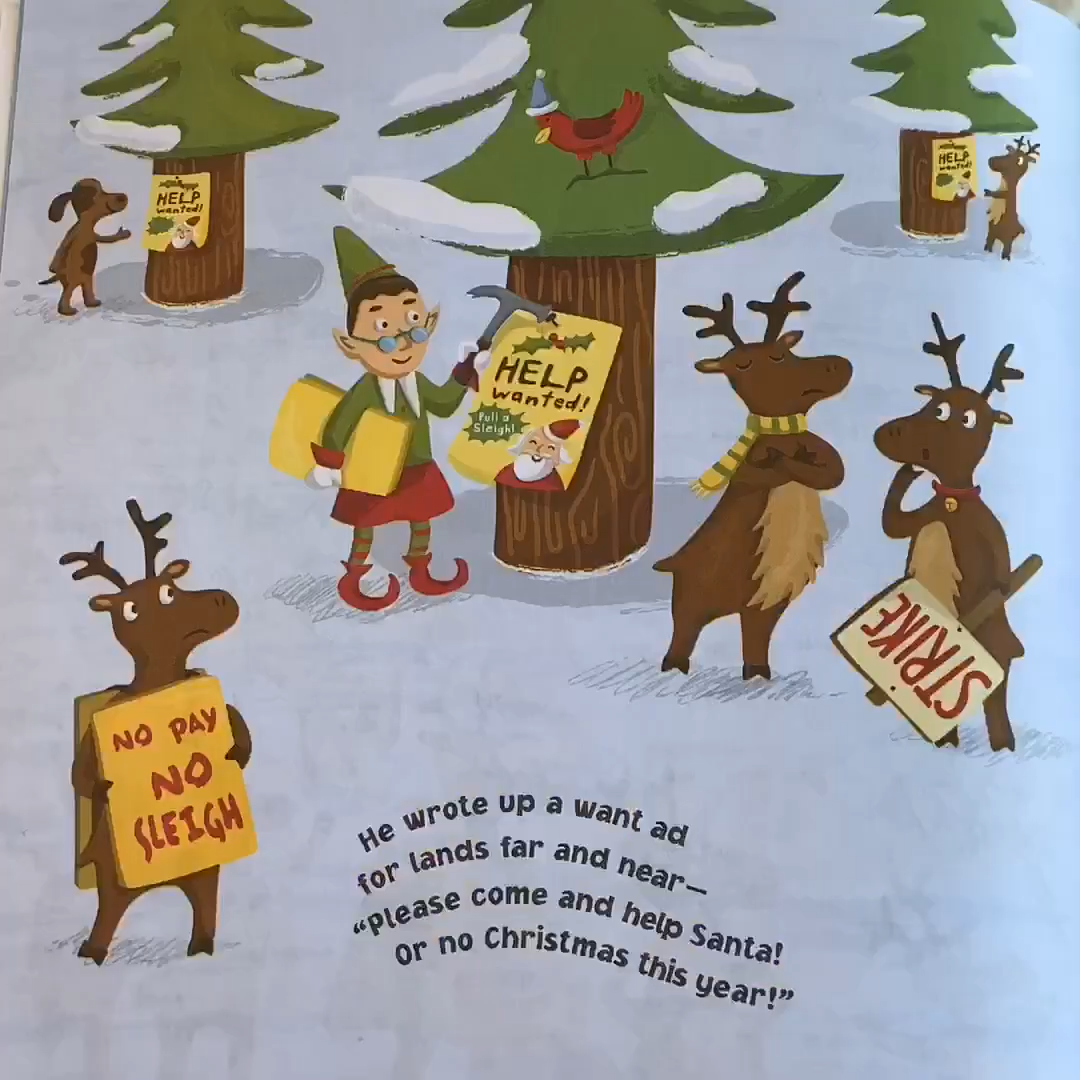 HELP
wanted!
HELP
wanted!
HELP
wanted!
Pull a
Sleigh!
STRIKE
NO PAY
NO
SLEIGH
He wrote up a want ad
for lands far and near—
“Please come and help Santa!
Or no Christmas this year!”